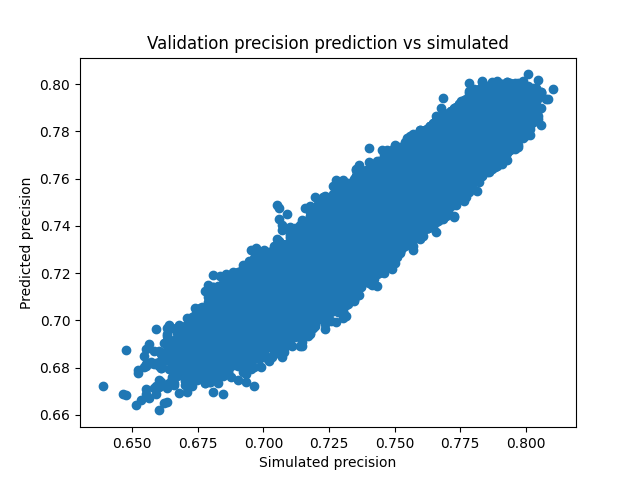 Validation precision prediction vs simulated
0.80
0.78
0.76
0.74
0.72
0.70
0.68
0.66
Predicted precision
0.650 0.675 0.700 0.725 0.750 0.775 0.800
Simulated precision